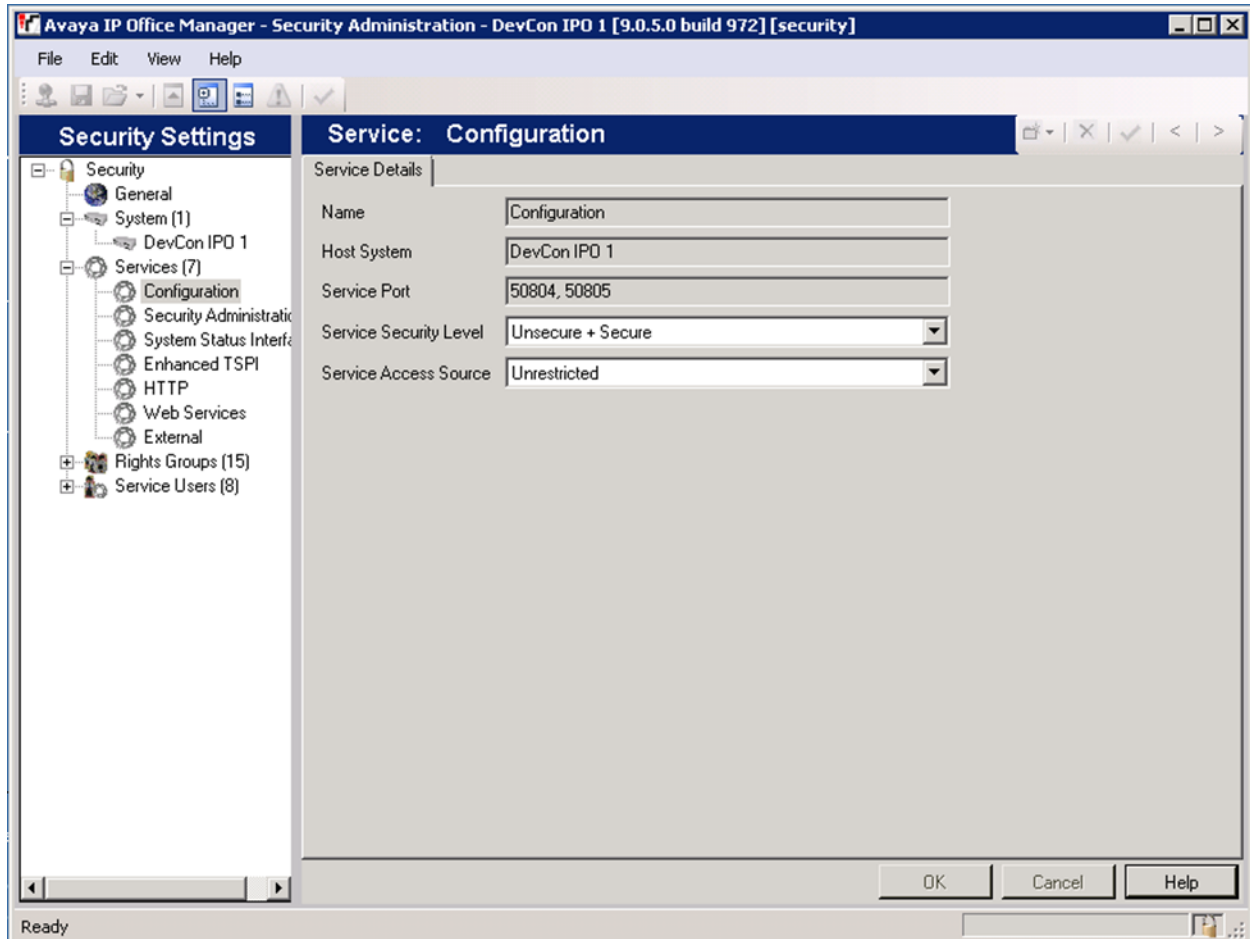 Avaya IP Office Manager - Security Administration - DevCon IPO 1 [9.0.5.0 build 972] [security]
File Edit View Help
Security Settings
Security
General
System (1)
DevCon IPO 1
Services (7)
Configuration
Security Administratic
System Status Interfa
Enhanced TSPI
HTTP
Web Services
External
Rights Groups (15)
Service Users (8)
Service: Configuration
Service Details
Name Configuration
Host System DevCon IPO 1
Service Port 50804, 50805
Service Security Level Unsecure + Secure
Service Access Source Unrestricted
OK Cancel Help
Ready